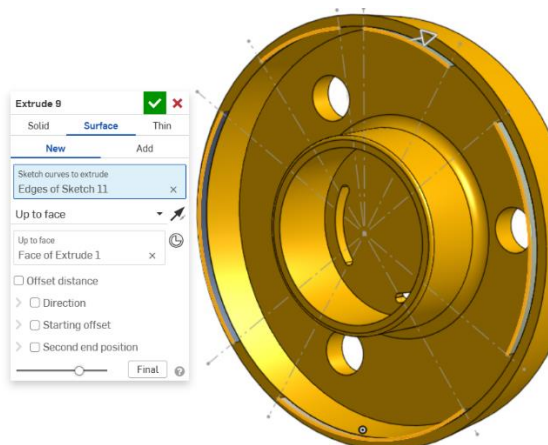 Extrude 9
Solid Surface Thin
New Add
Sketch curves to extrude
Edges of Sketch 11
Up to face
Up to face
Face of Extrude 1
Offset distance
Direction
Starting offset
Second end position
Final